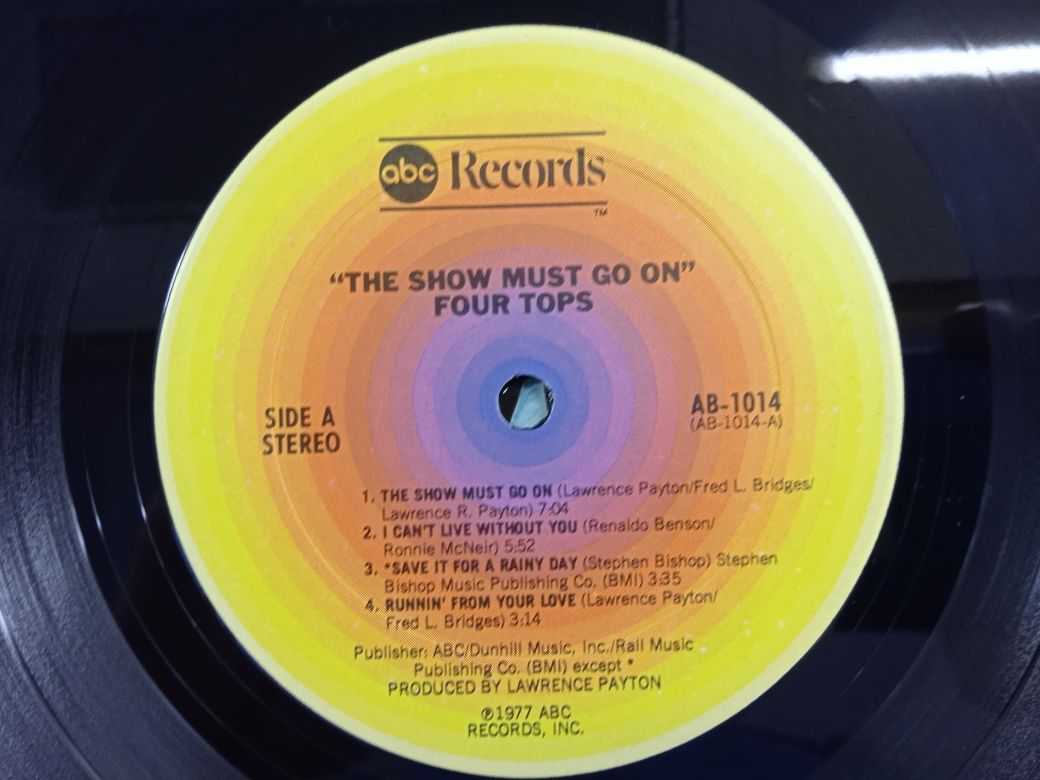 abc Records
TM
“THE SHOW MUST GO ON”
FOUR TOPS
SIDE A
STEREO
AB-1014
(AB-1014-A)
1. THE SHOW MUST GO ON (Lawrence Payton/Fred L. Bridges/
Lawrence R. Payton) 7:04
2. I CAN'T LIVE WITHOUT YOU (Renaldo Benson/
Ronnie McNeir) 5:52
3. *SAVE IT FOR A RAINY DAY (Stephen Bishop) Stephen
Bishop Music Publishing Co. (BMI) 3:35
4. RUNNIN' FROM YOUR LOVE (Lawrence Payton/
Fred L. Bridges) 3:14
Publisher: ABC/Dunhill Music, Inc./Rall Music
Publishing Co. (BMI) except *
PRODUCED BY LAWRENCE PAYTON
℗1977 ABC
RECORDS, INC.